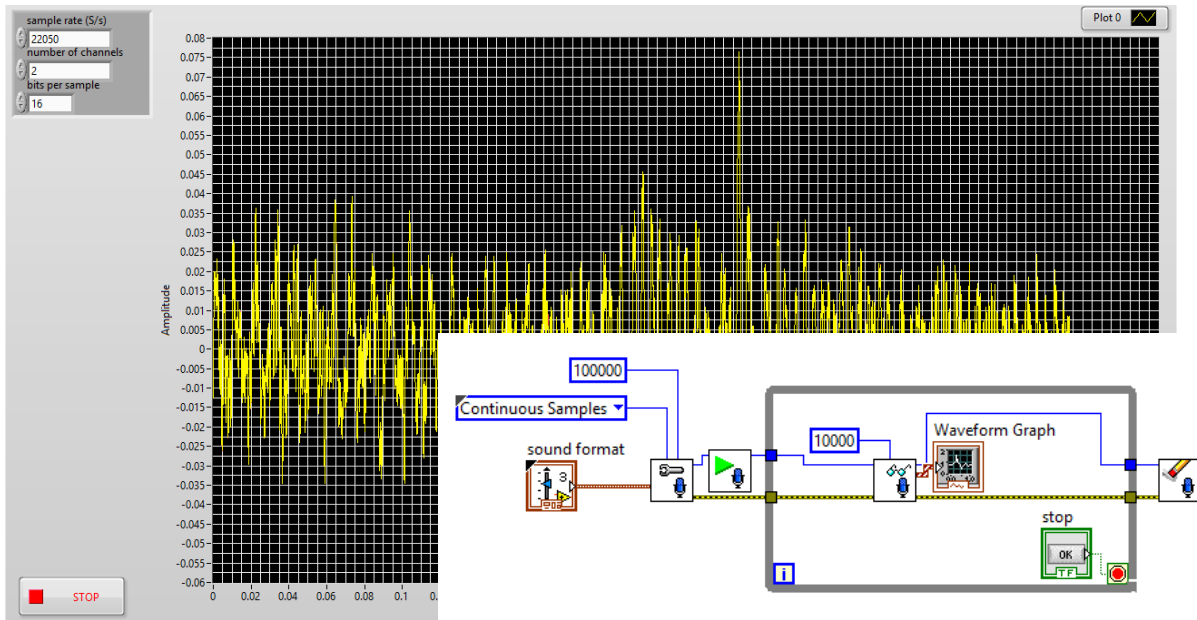 sample rate (S/s)
22050
number of channels
2
bits per sample
16
Plot 0
0.08
0.075
0.07
0.065
0.06
0.055
0.05
0.045
0.04
0.035
0.03
0.025
0.02
0.015
0.01
0.005
0
-0.005
-0.01
-0.015
-0.02
-0.025
-0.03
-0.035
-0.04
-0.045
-0.05
-0.055
-0.06
Amplitude
0 0.02 0.04 0.06 0.08 0.1 0.
STOP
100000
Continuous Samples
sound format
3
10000
Waveform Graph
stop
OK
TF
i